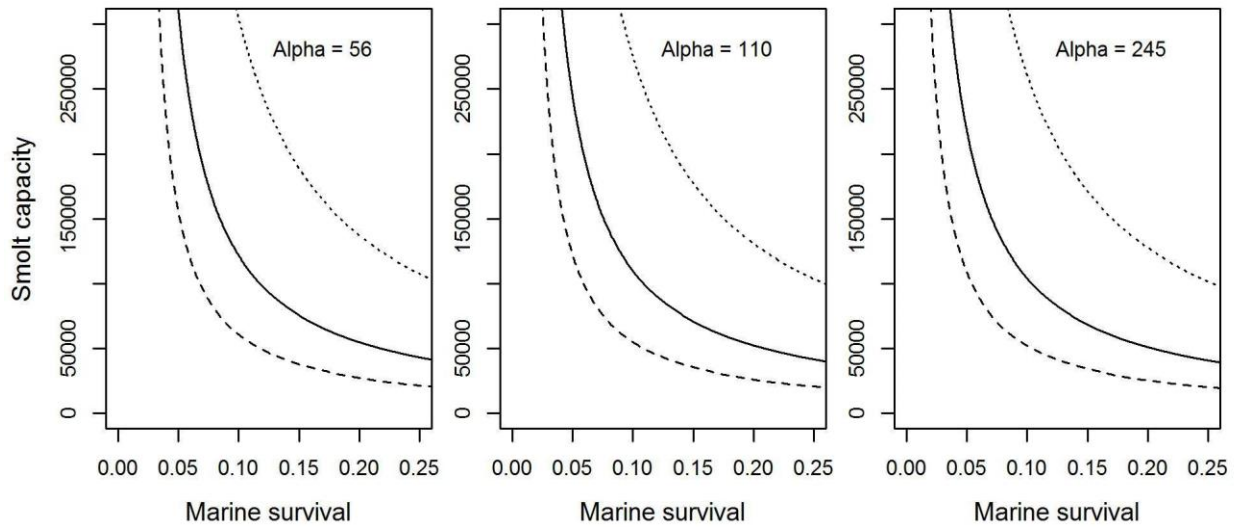 Alpha = 56
Alpha = 110
Alpha = 245
Smolt capacity
250000
150000
50000
0
250000
150000
50000
0
250000
150000
50000
0
0.00 0.05 0.10 0.15 0.20 0.25
0.00 0.05 0.10 0.15 0.20 0.25
0.00 0.05 0.10 0.15 0.20 0.25
Marine survival
Marine survival
Marine survival